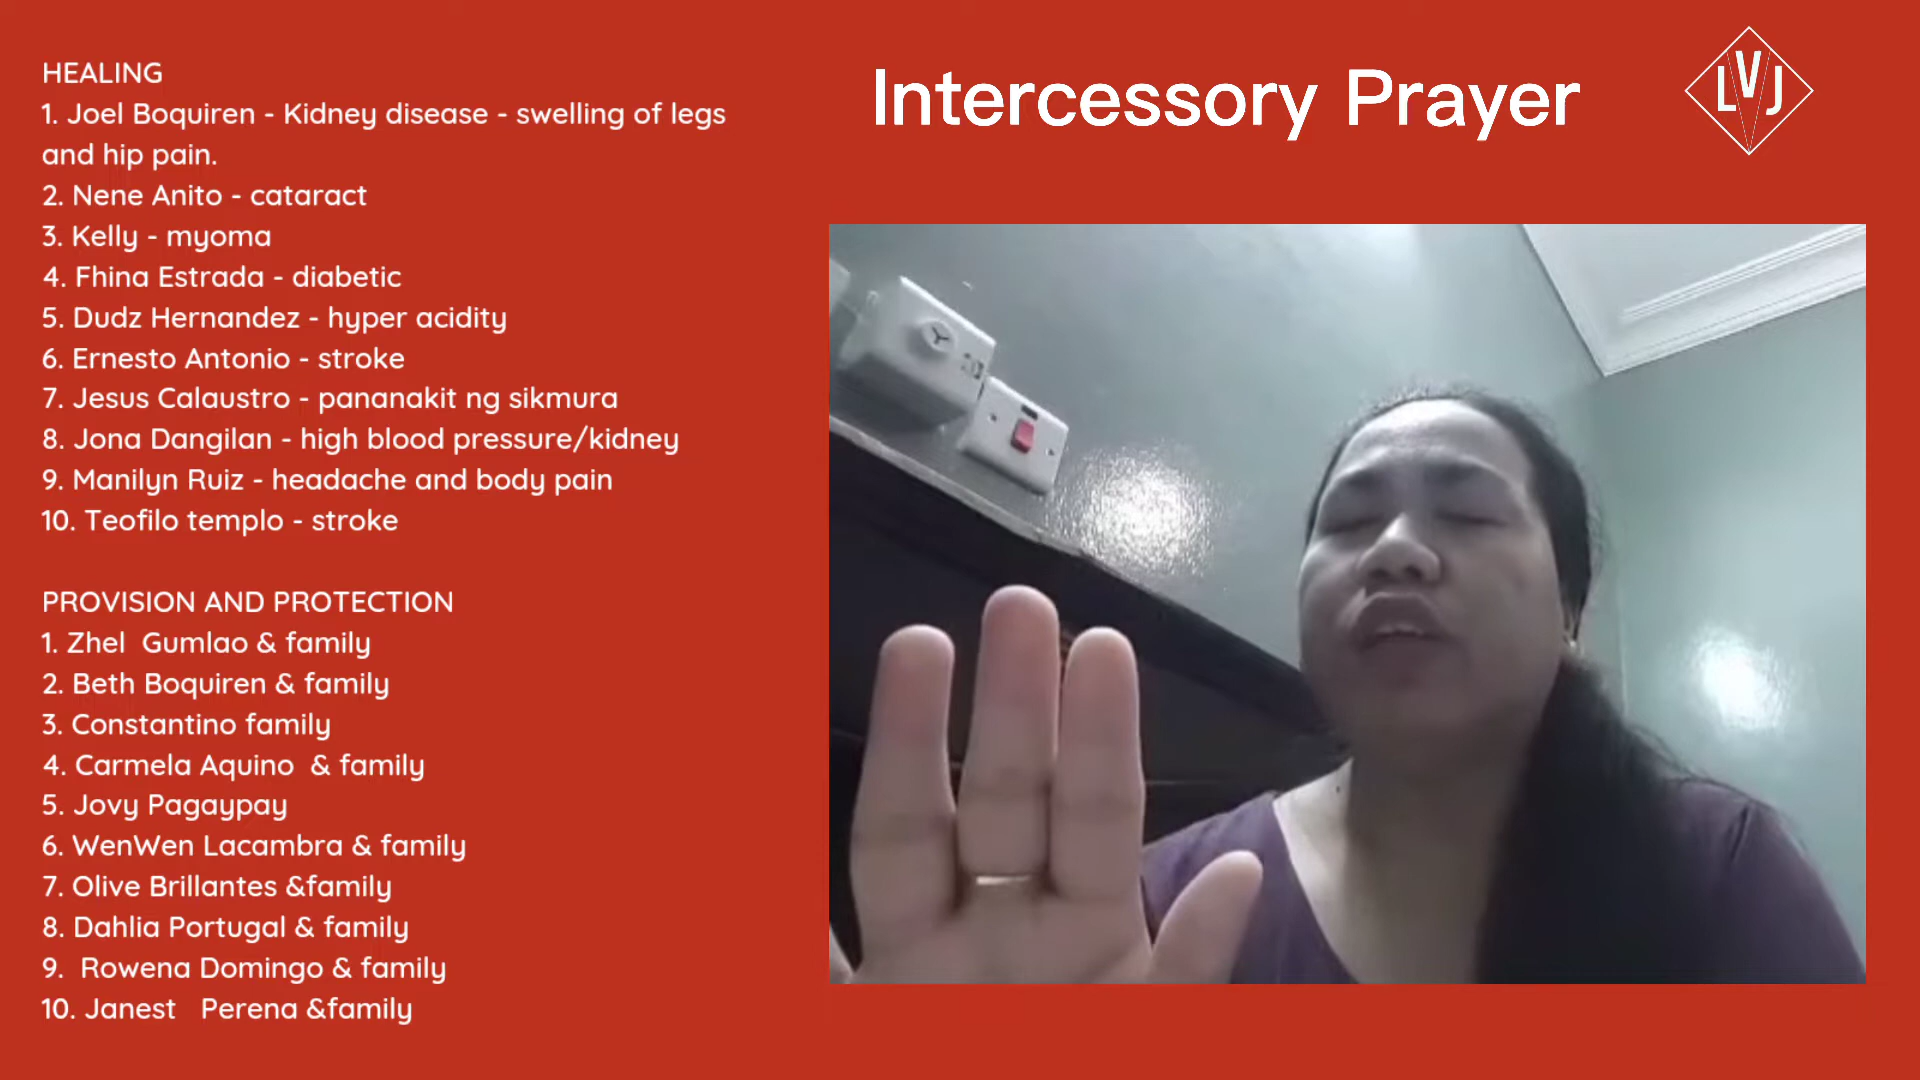 HEALING
1. Joel Boquiren - Kidney disease - swelling of legs
and hip pain.
2. Nene Anito - cataract
3. Kelly - myoma
4. Fhina Estrada - diabetic
5. Dudz Hernandez - hyper acidity
6. Ernesto Antonio - stroke
7. Jesus Calaustro - pananakit ng sikmura
8. Jona Dangilan - high blood pressure/kidney
9. Manilyn Ruiz - headache and body pain
10. Teofilo templo - stroke
PROVISION AND PROTECTION
1. Zhel  Gumlao & family
2. Beth Boquiren & family
3. Constantino family
4. Carmela Aquino  & family
5. Jovy Pagaypay
6. WenWen Lacambra & family
7. Olive Brillantes &family
8. Dahlia Portugal & family
9.  Rowena Domingo & family
10. Janest   Perena &family
Intercessory Prayer
LVJ